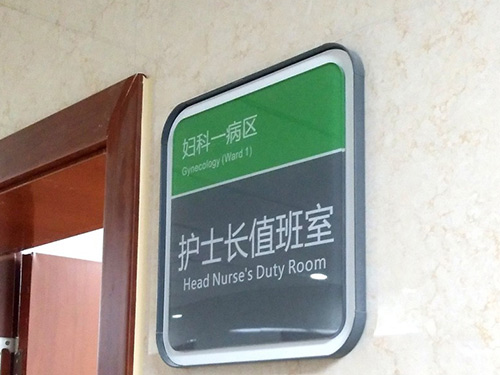 妇科一病区
Gynecology (Ward 1)
护士长值班室
Head Nurse's Duty Room